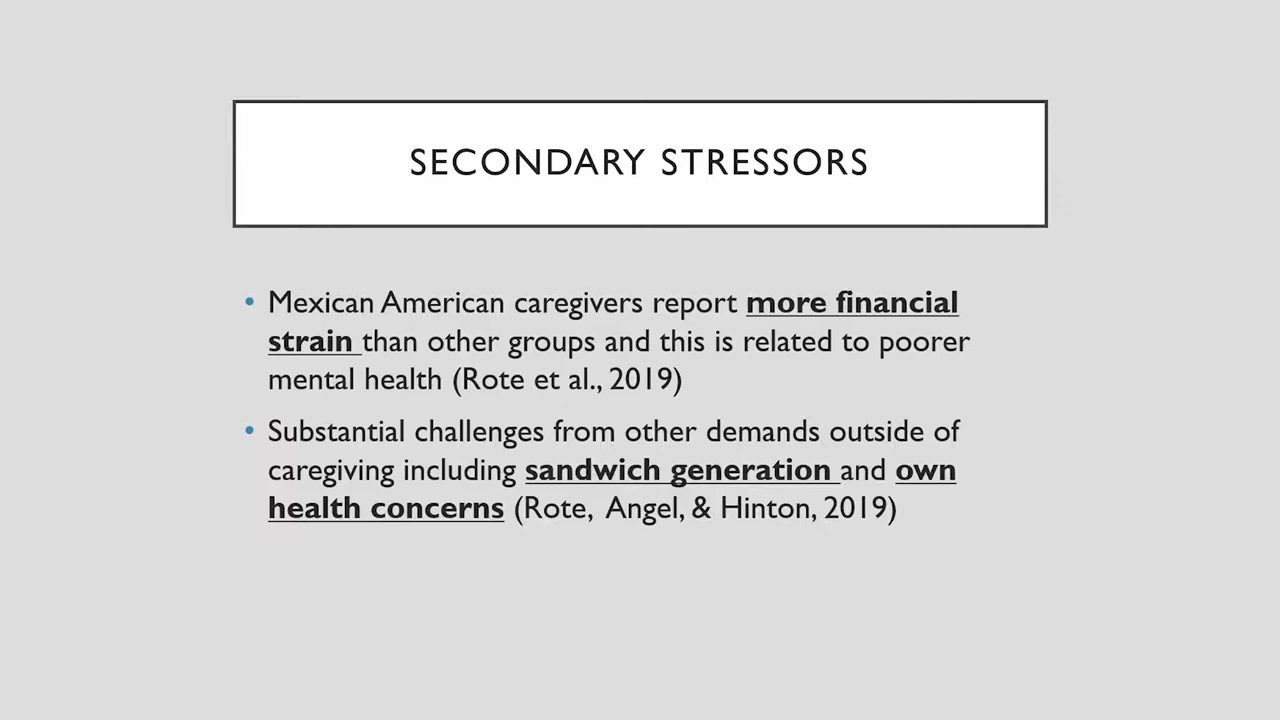 SECONDARY STRESSORS
• Mexican American caregivers report more financial
strain than other groups and this is related to poorer
mental health (Rote et al., 2019)
• Substantial challenges from other demands outside of
caregiving including sandwich generation and own
health concerns (Rote, Angel, & Hinton, 2019)